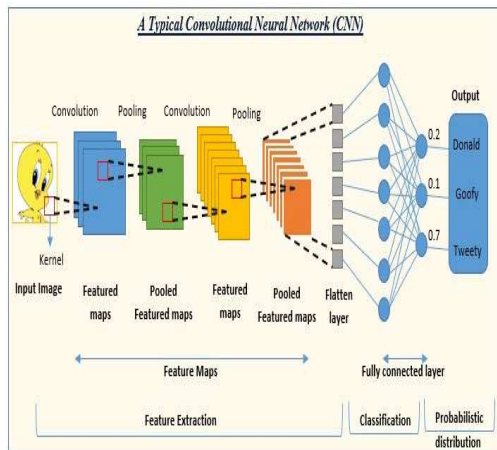 A Typical Convolutional Neural Network (CNN)
Convolution
Pooling
Convolution
Pooling
Output
0.2
Donald
0.1
Goofy
0.7
Tweety
Kernel
Input Image
Featured
maps
Pooled
Featured maps
Featured
maps
Pooled
Featured maps
Flatten
layer
Feature Maps
Fully connected layer
Feature Extraction
Classification
Probabilistic
distribution